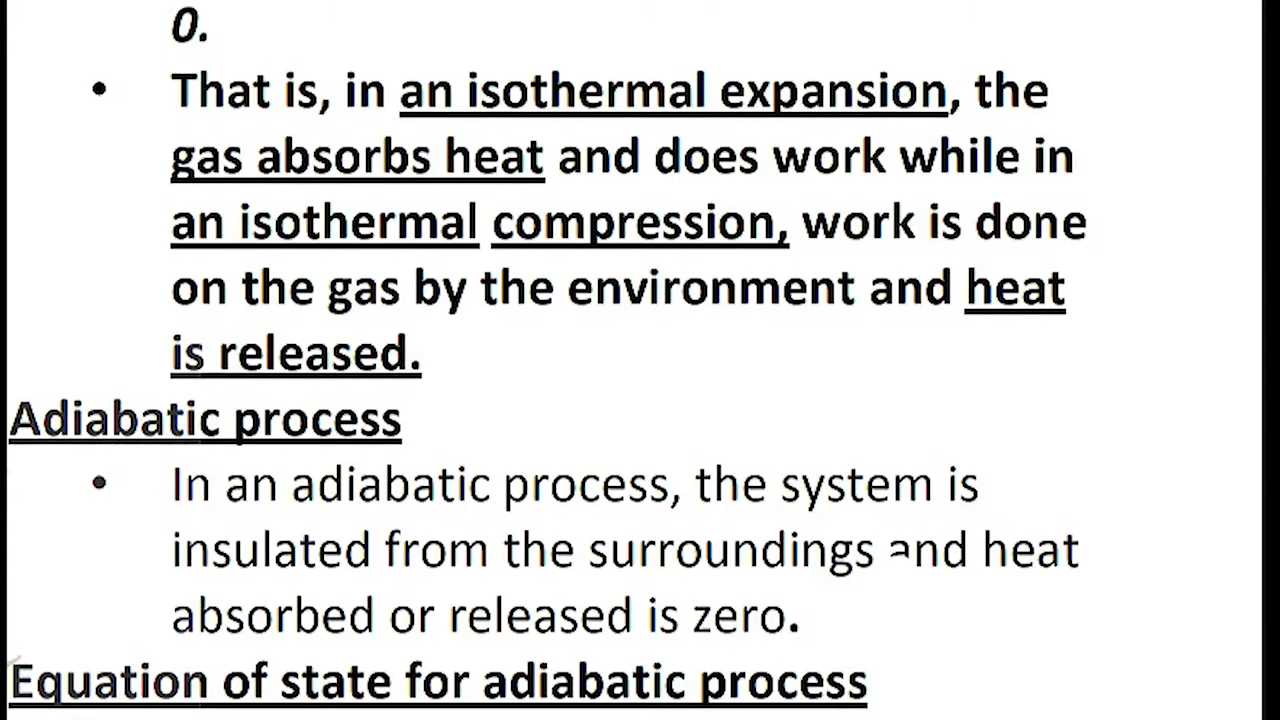 0.
• That is, in an isothermal expansion, the
gas absorbs heat and does work while in
an isothermal compression, work is done
on the gas by the environment and heat
is released.
Adiabatic process
• In an adiabatic process, the system is
insulated from the surroundings and heat
absorbed or released is zero.
Equation of state for adiabatic process